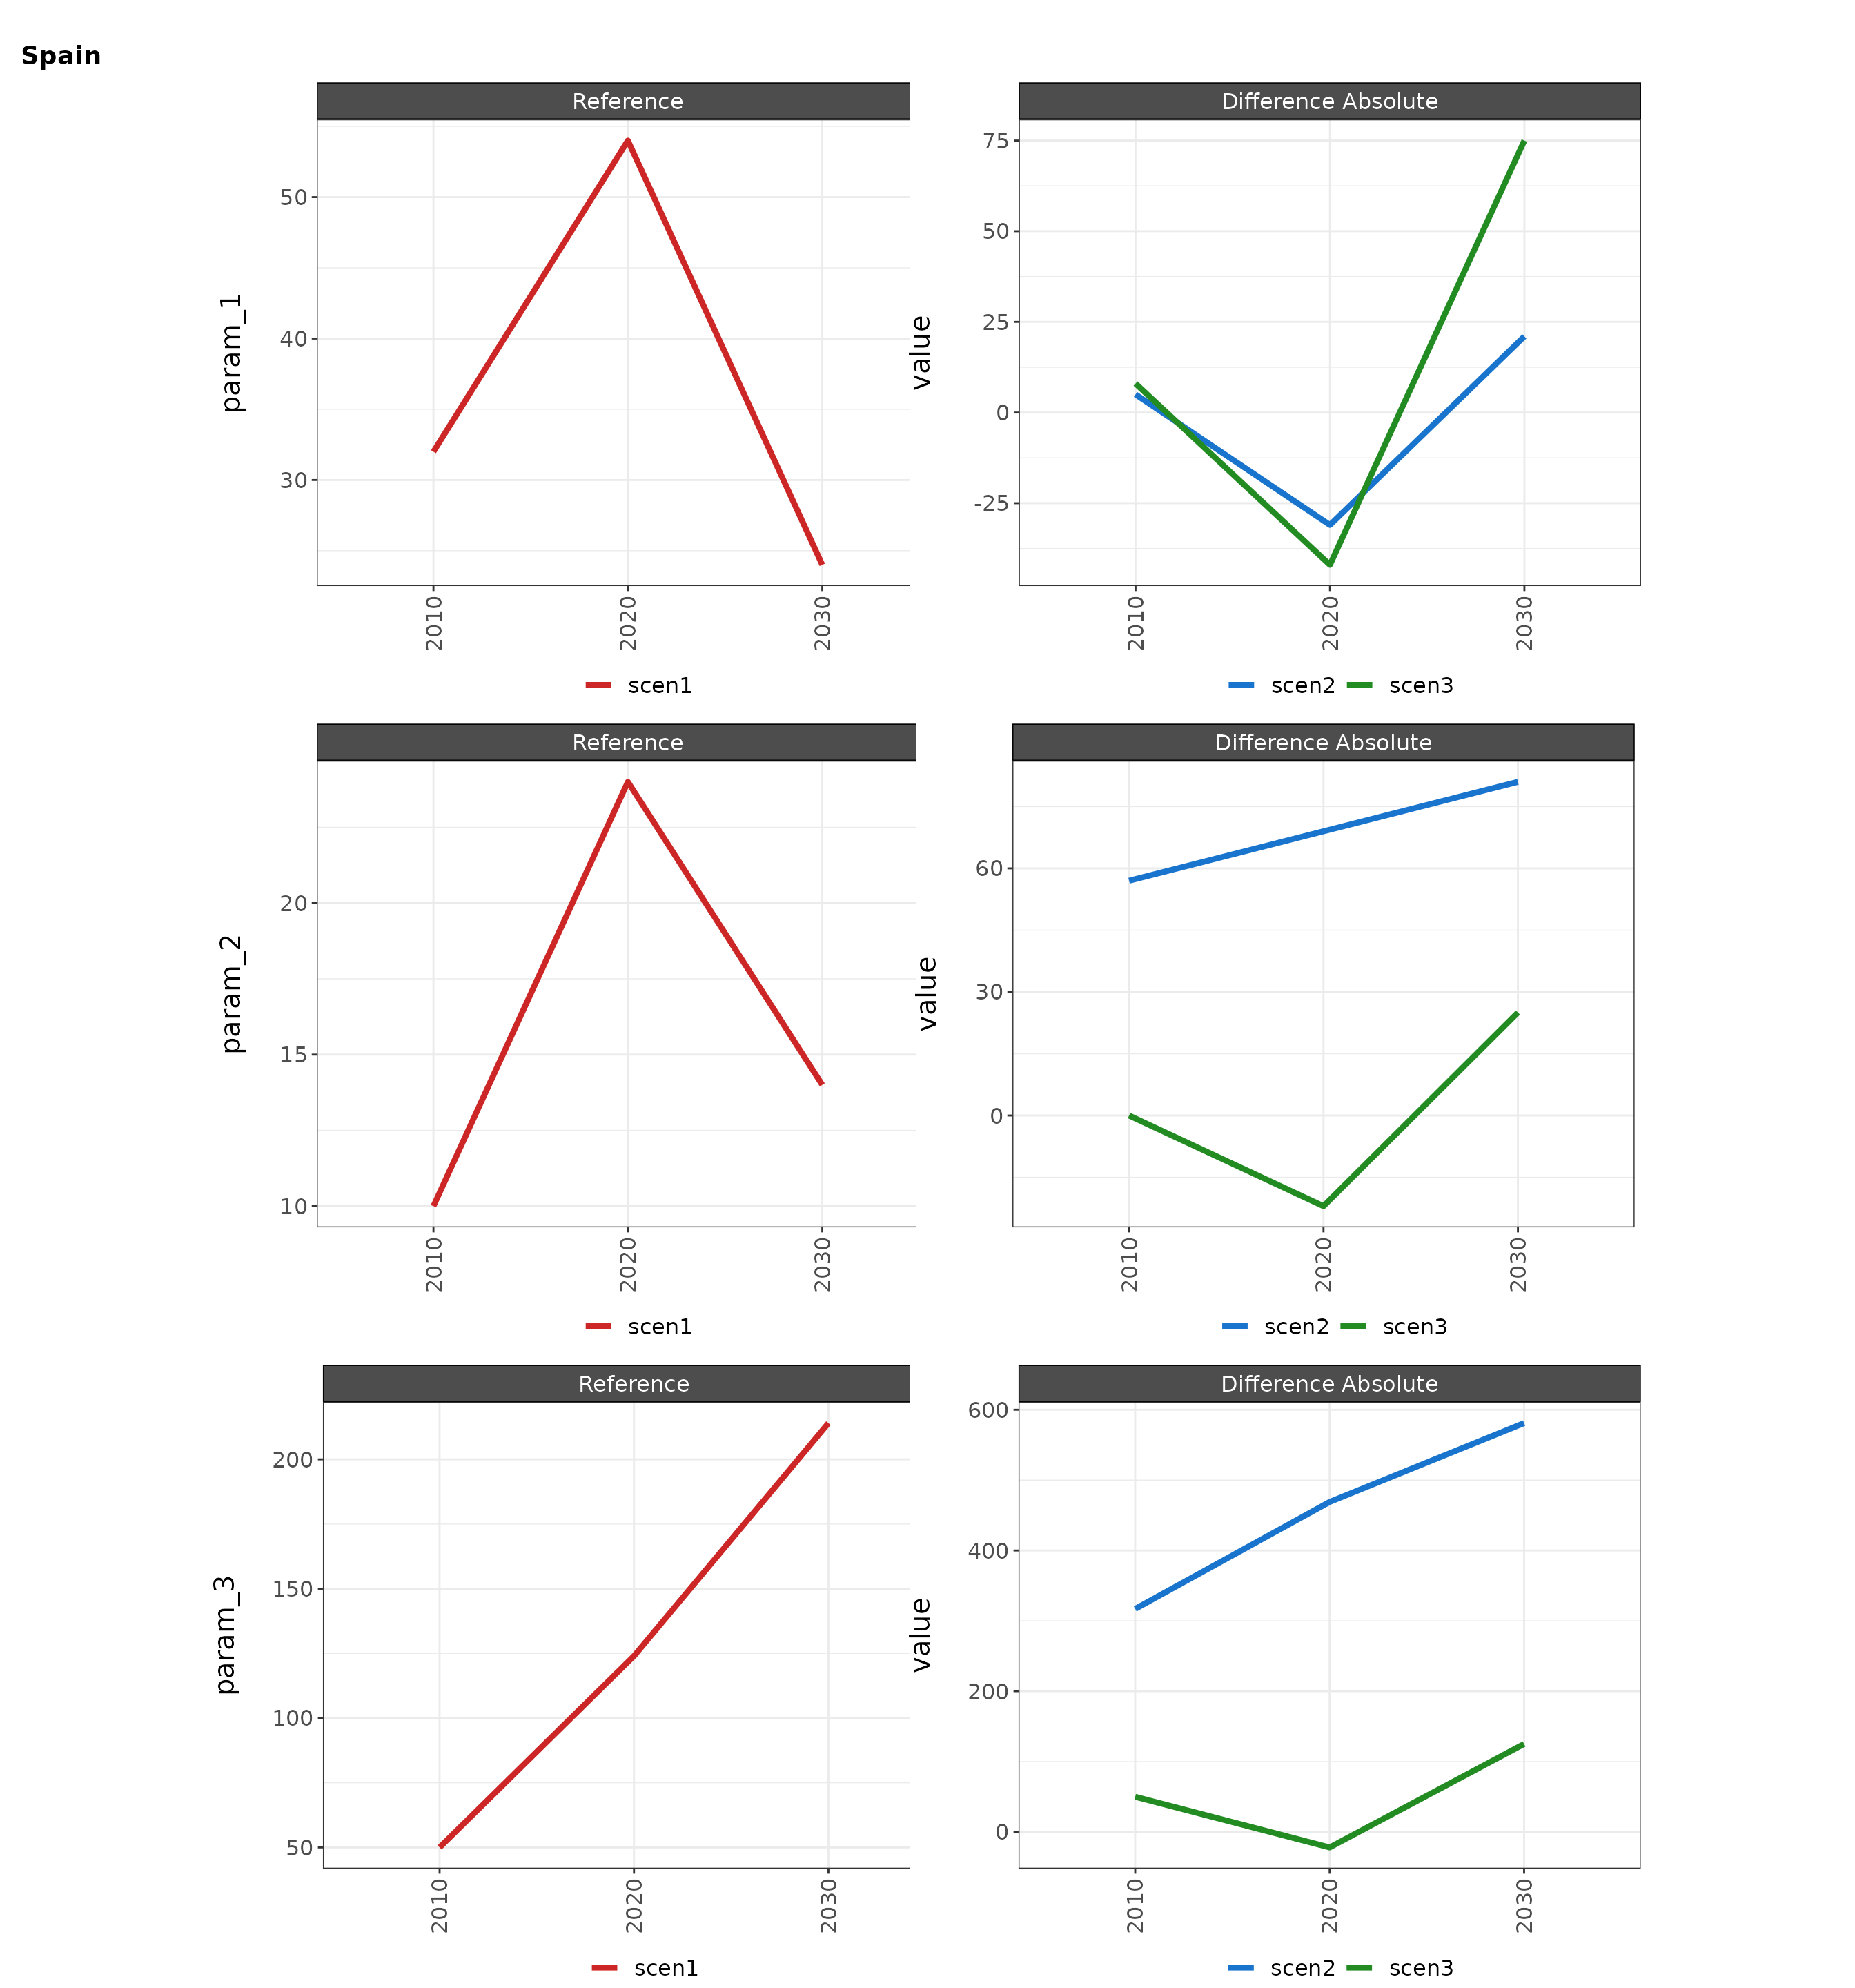 Spain
Reference
param_1
50
40
30
2010 2020 2030
scen1
Difference Absolute
value
75
50
25
0
-25
2010 2020 2030
scen2 scen3
Reference
param_2
20
15
10
2010 2020 2030
scen1
Difference Absolute
value
60
30
0
2010 2020 2030
scen2 scen3
Reference
param_3
200
150
100
50
2010 2020 2030
scen1
Difference Absolute
value
600
400
200
0
2010 2020 2030
scen2 scen3